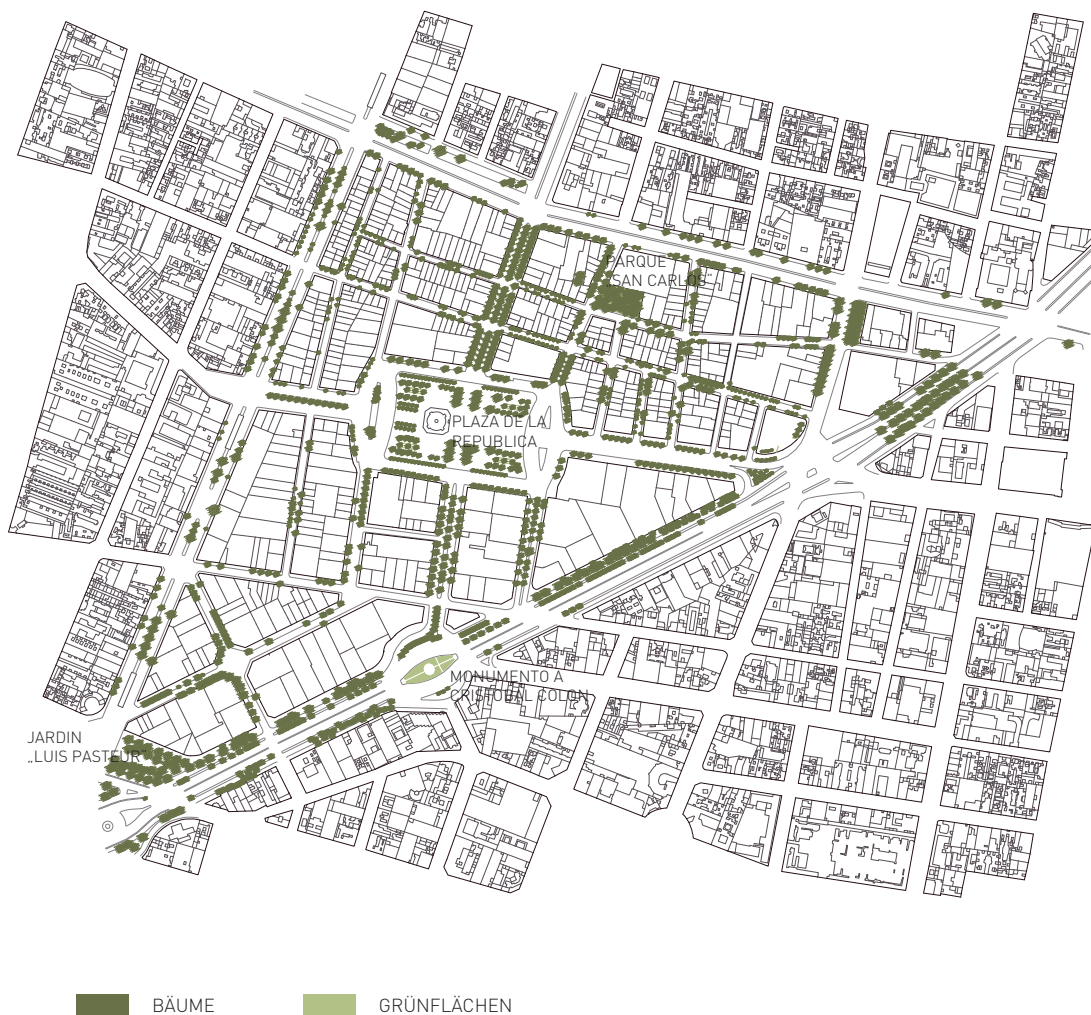 PARQUE
„SAN CARLOS“
PLAZA DE LA
REPUBLICA
MONUMENTO A
CRISTOBAL COLON
JARDIN
„LUIS PASTEUR“
BÄUME
GRÜNFLÄCHEN